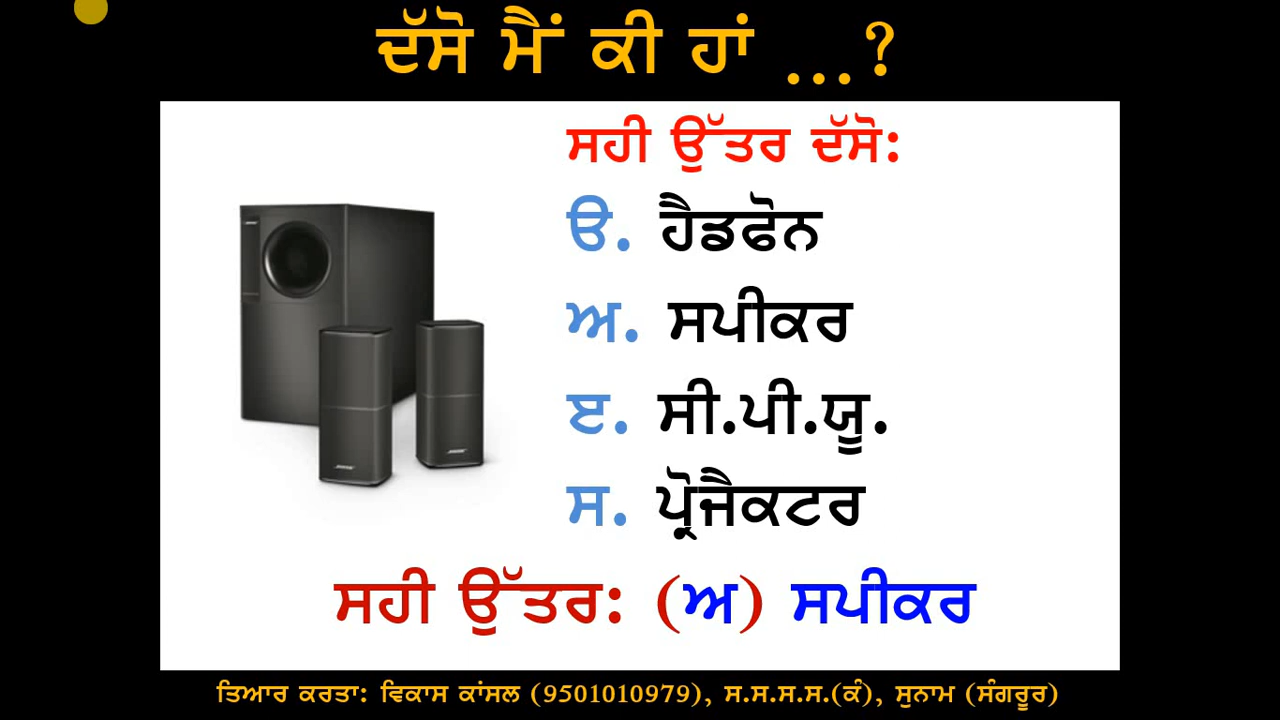 ਦੱਸੋ ਮੈਂ ਕੀ ਹਾਂ ...?
ਸਹੀ ਉੱਤਰ ਦੱਸੋ:
ੳ. ਹੈਡਫੋਨ
ਅ. ਸਪੀਕਰ
ੲ. ਸੀ.ਪੀ.ਯੂ.
ਸ. ਪ੍ਰੋਜੈਕਟਰ
ਸਹੀ ਉੱਤਰ: (ਅ) ਸਪੀਕਰ
ਤਿਆਰ ਕਰਤਾ: ਵਿਕਾਸ ਕਾਂਸਲ (9501010979), ਸ.ਸ.ਸ.ਸ.(ਕੰ), ਸੁਨਾਮ (ਸੰਗਰੂਰ)